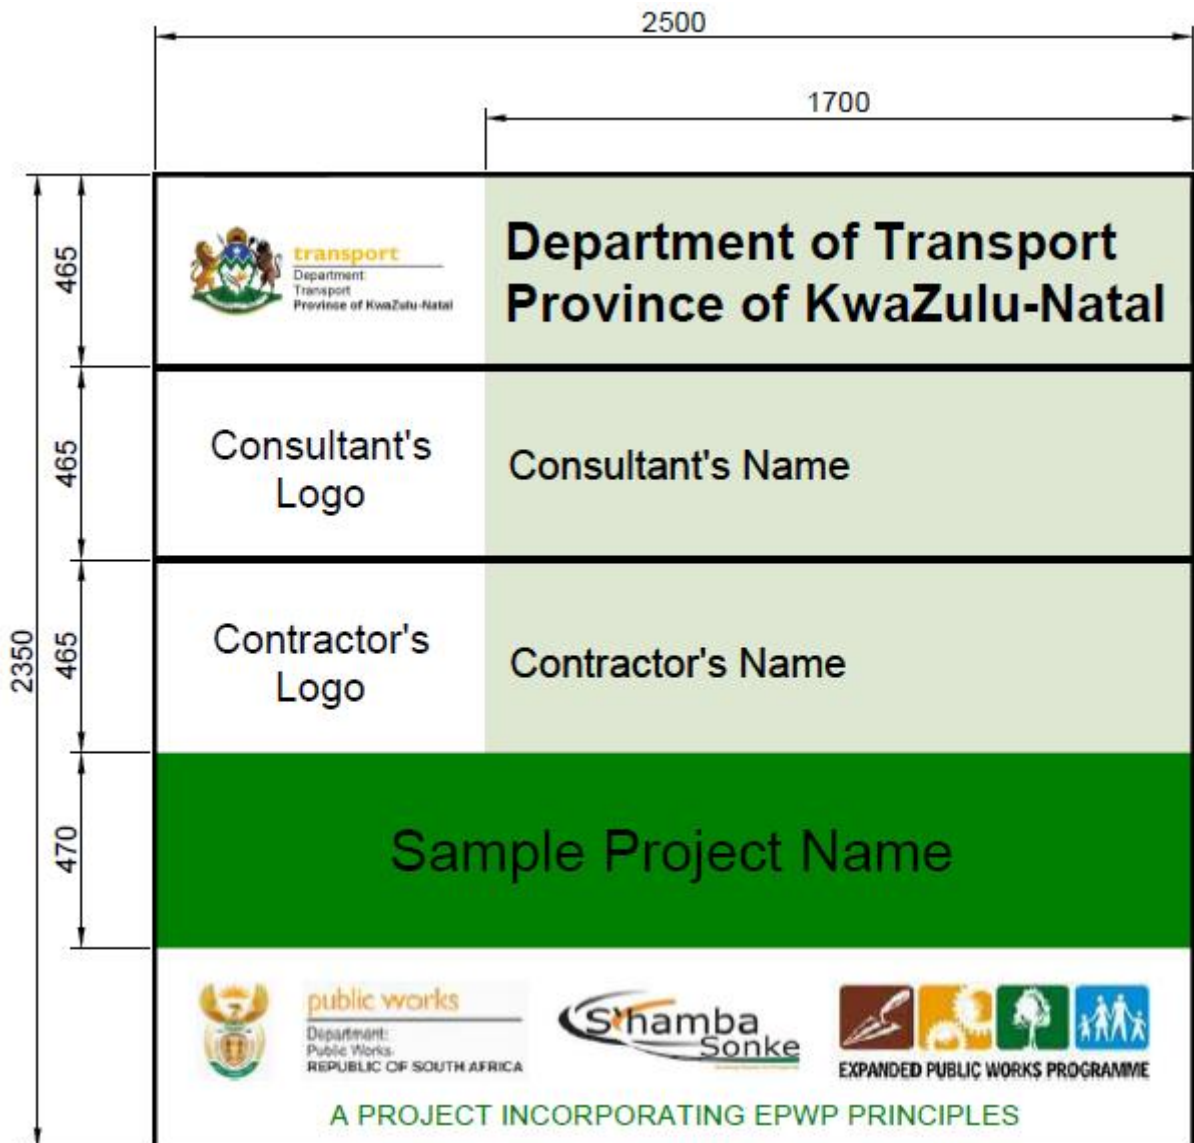 2500
1700
465
transport
Department
Transport
Province of KwaZulu-Natal
Department of Transport
Province of KwaZulu-Natal
465
Consultant's
Logo
Consultant's Name
2350
465
Contractor's
Logo
Contractor's Name
470
Sample Project Name
public works
Department:
Public Works
REPUBLIC OF SOUTH AFRICA
S'hamba
Sonke
EXPANDED PUBLIC WORKS PROGRAMME
A PROJECT INCORPORATING EPWP PRINCIPLES